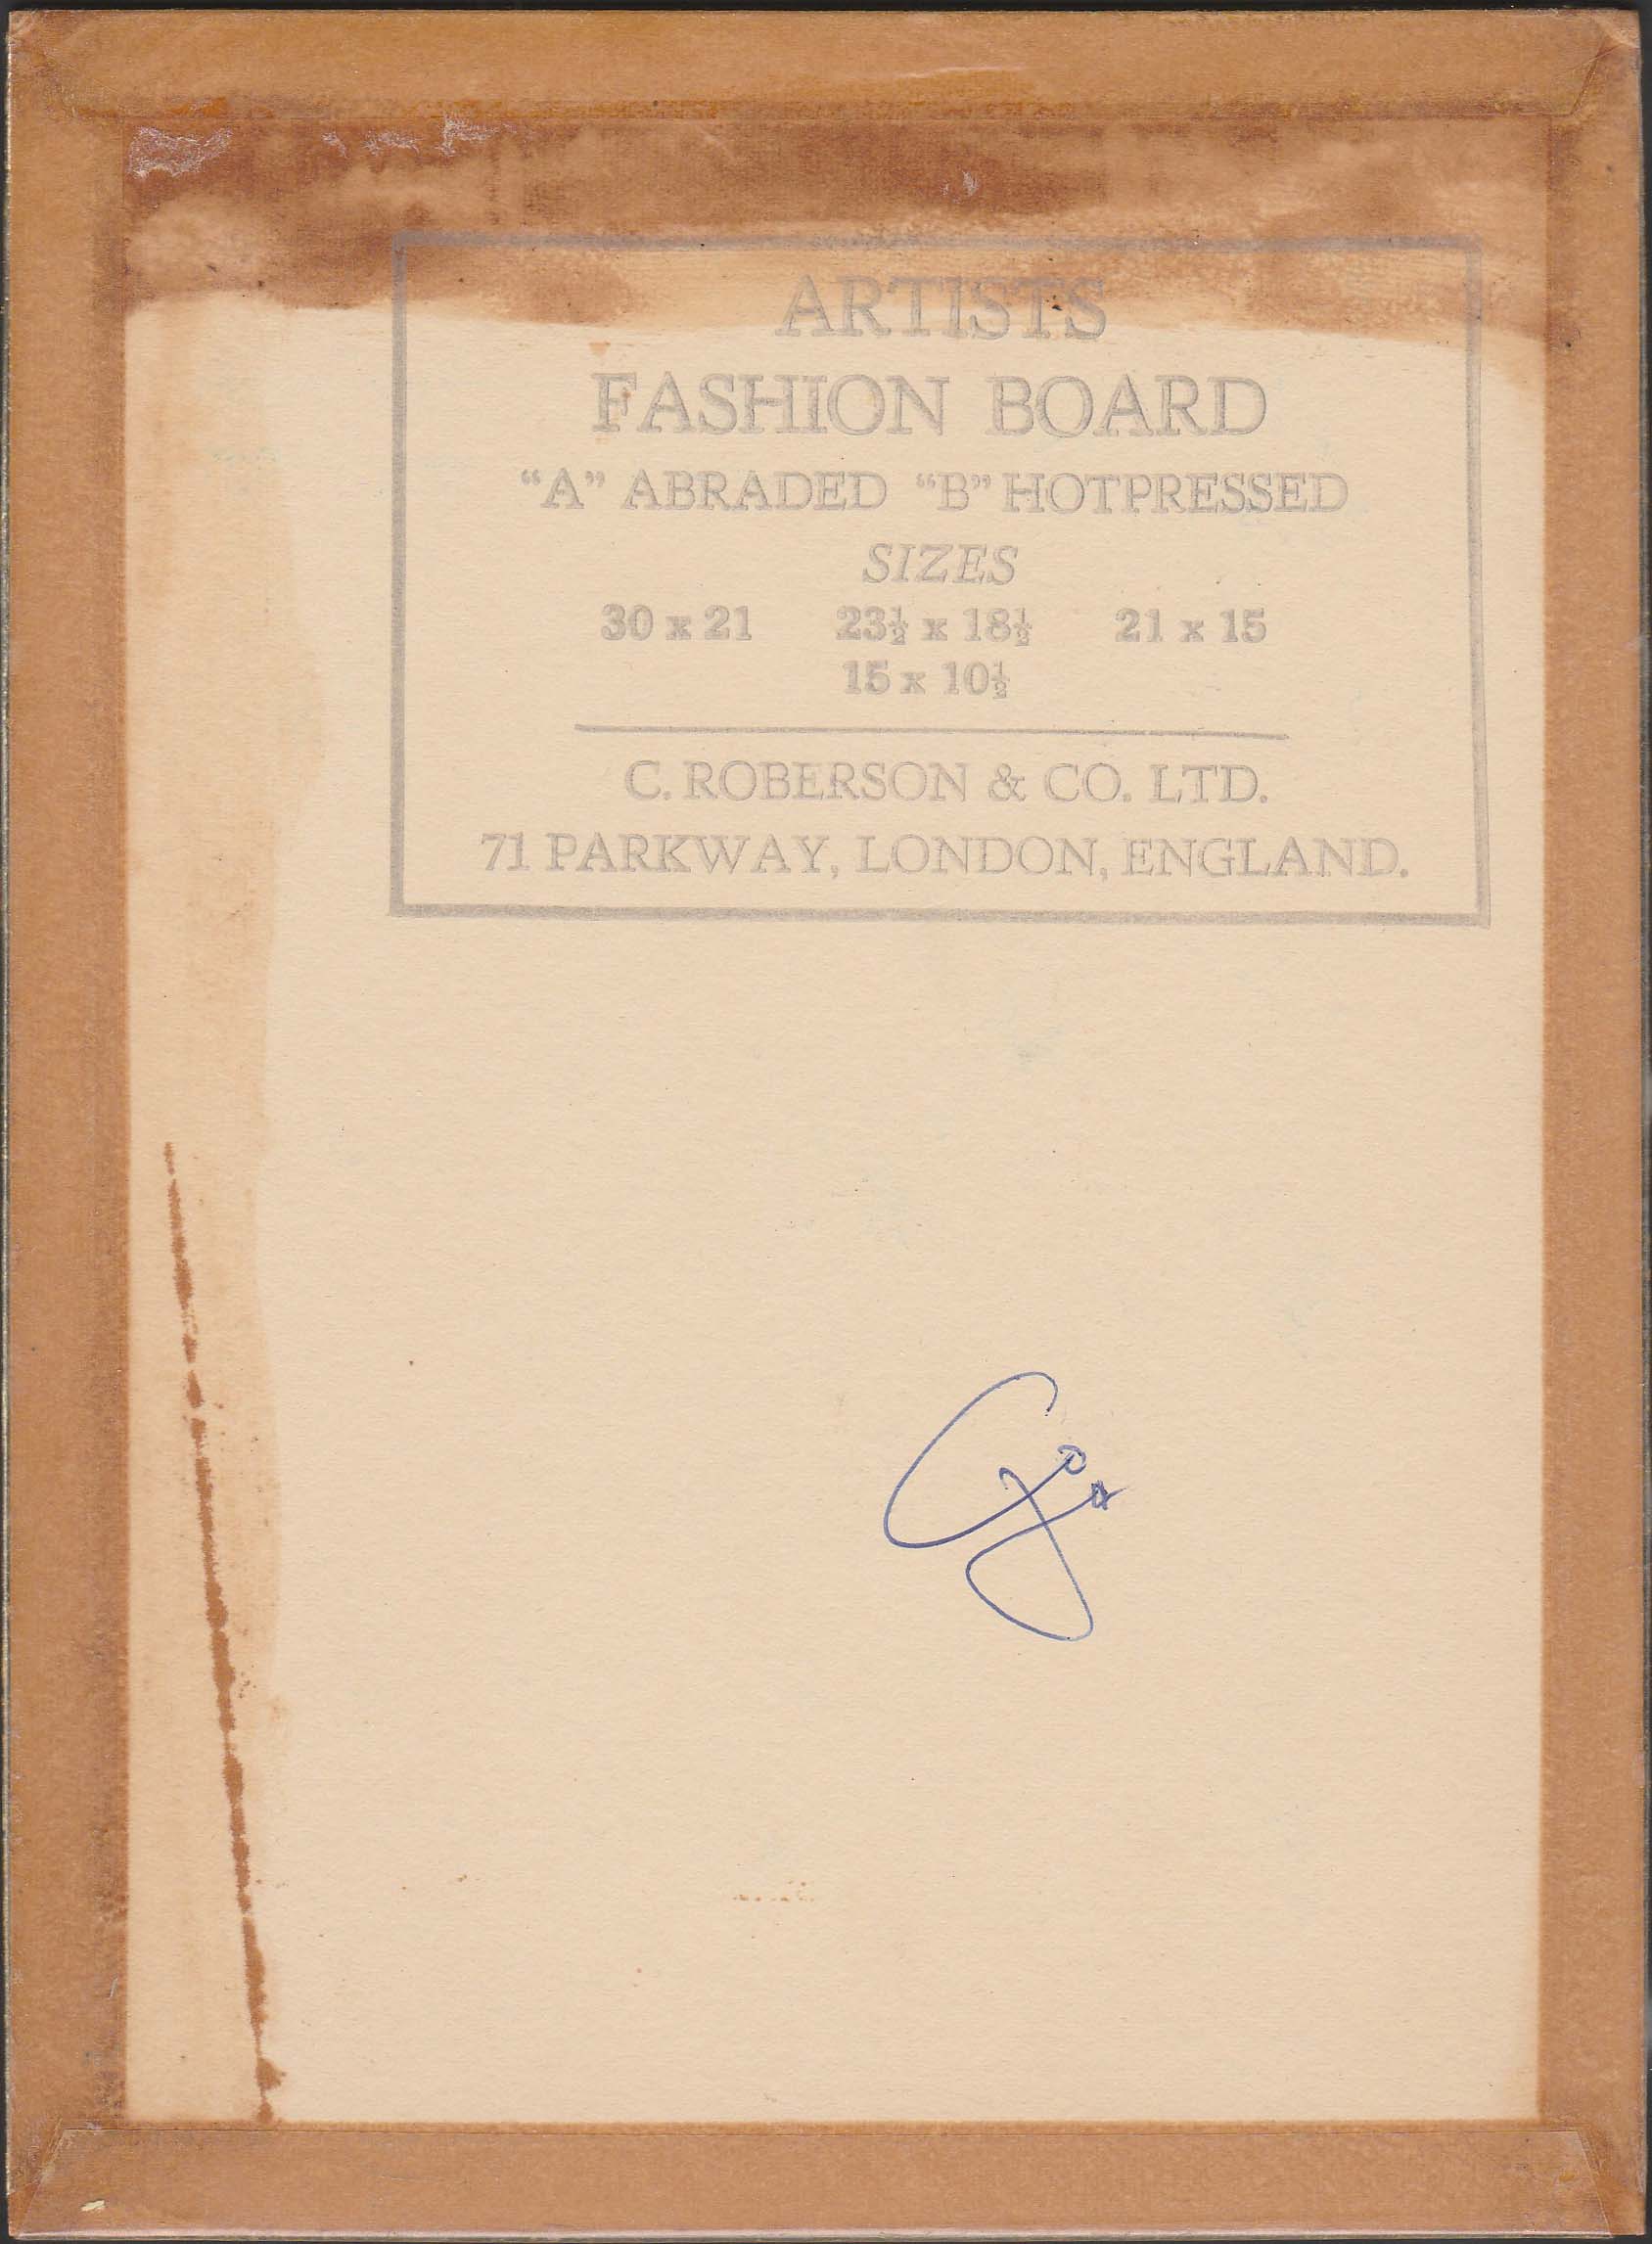 ARTISTS
FASHION BOARD
“A” ABRADED “B” HOTPRESSED
SIZES
30 x 21 23½ x 18½ 21 x 15
15 x 10½
C. ROBERSON & CO. LTD.
71 PARKWAY, LONDON, ENGLAND.